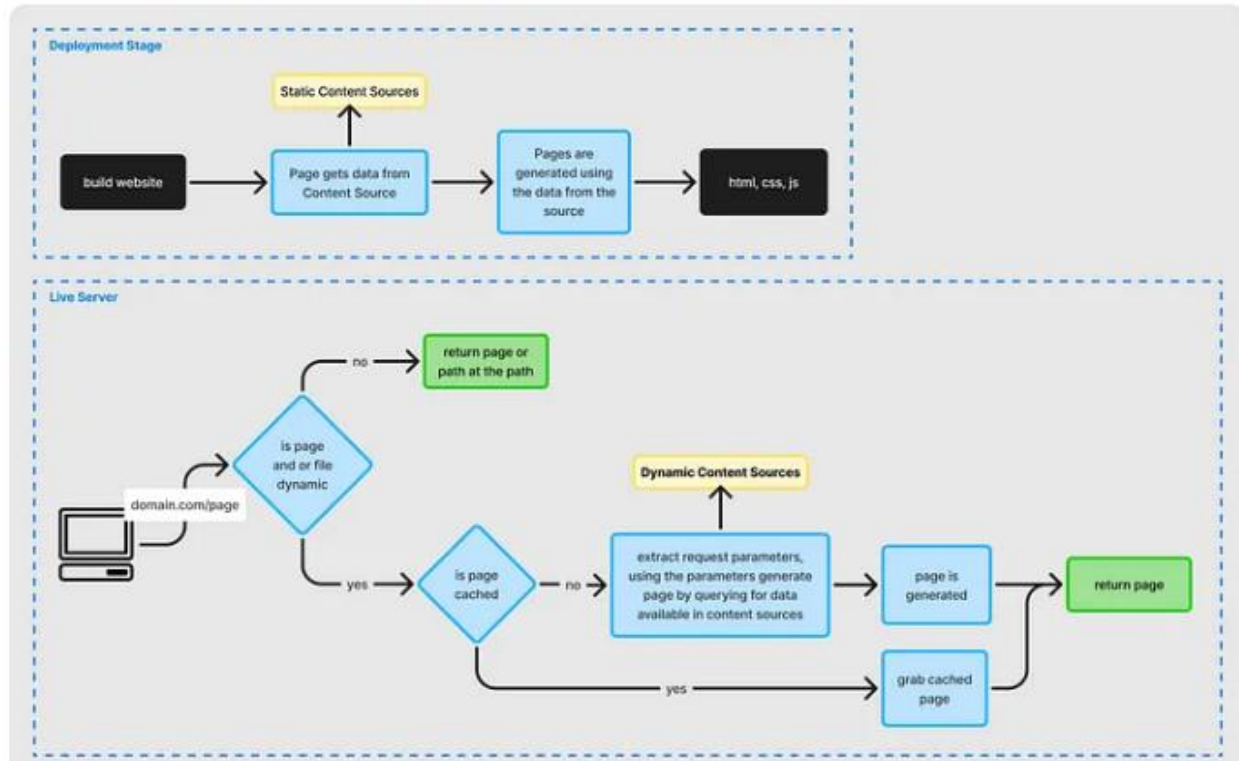 Deployment Stage
Static Content Sources
build website
Page gets data from
Content Source
Pages are
generated using
the data from the
source
html, css, js
Live Server
no
return page or
path at the path
is page
and or file
dynamic
domain.com/page
yes
is page
cached
no
Dynamic Content Sources
extract request parameters,
using the parameters generate
page by querying for data
available in content sources
page is
generated
return page
yes
grab cached
page